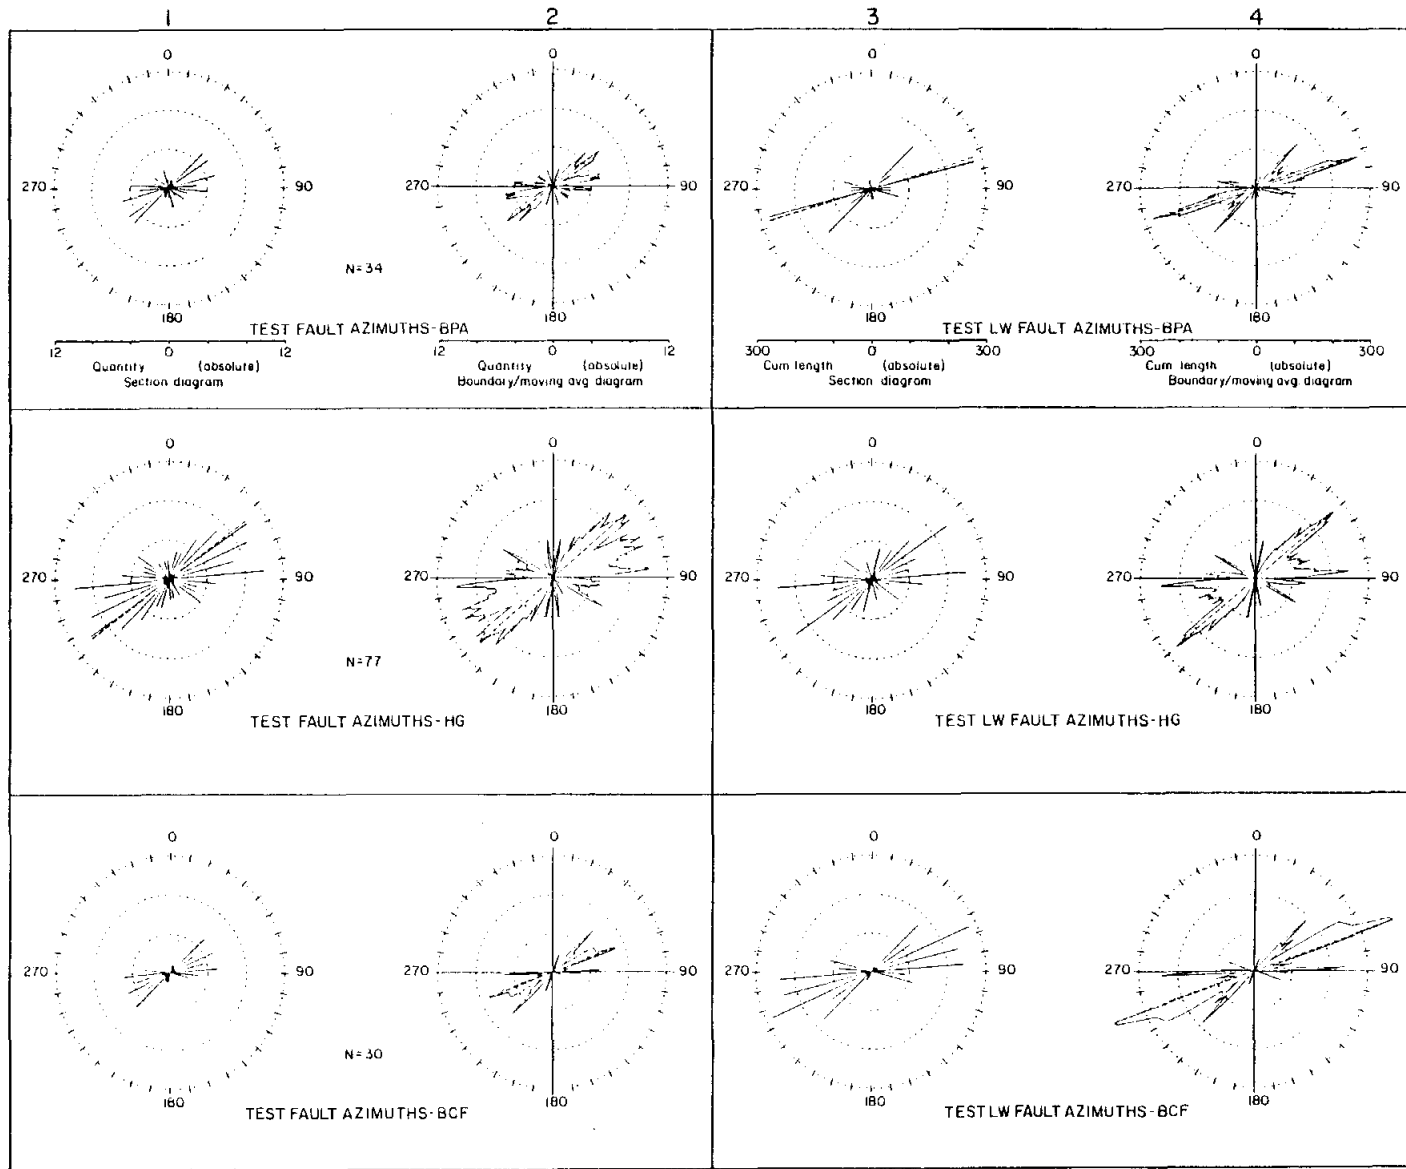 1 2 3 4
0 0 0 0
270 90 270 90 270 90 270 90
N=34
180 180 180 180
TEST FAULT AZIMUTHS-BPA TEST LW FAULT AZIMUTHS-BPA
12 0 12 12 0 12 300 0 300 300 0 300
Quantity (absolute) Quantity (absolute) Cum length (absolute) Cum length (absolute)
Section diagram Boundary/moving avg diagram Section diagram Boundary/moving avg. diagram
0 0 0 0
270 90 270 90 270 90 270 90
N=77
180 180 180 180
TEST FAULT AZIMUTHS-HG TEST LW FAULT AZIMUTHS-HG
0 0 0 0
270 90 270 90 270 90 270 90
N=30
180 180 180 180
TEST FAULT AZIMUTHS-BCF TEST LW FAULT AZIMUTHS-BCF